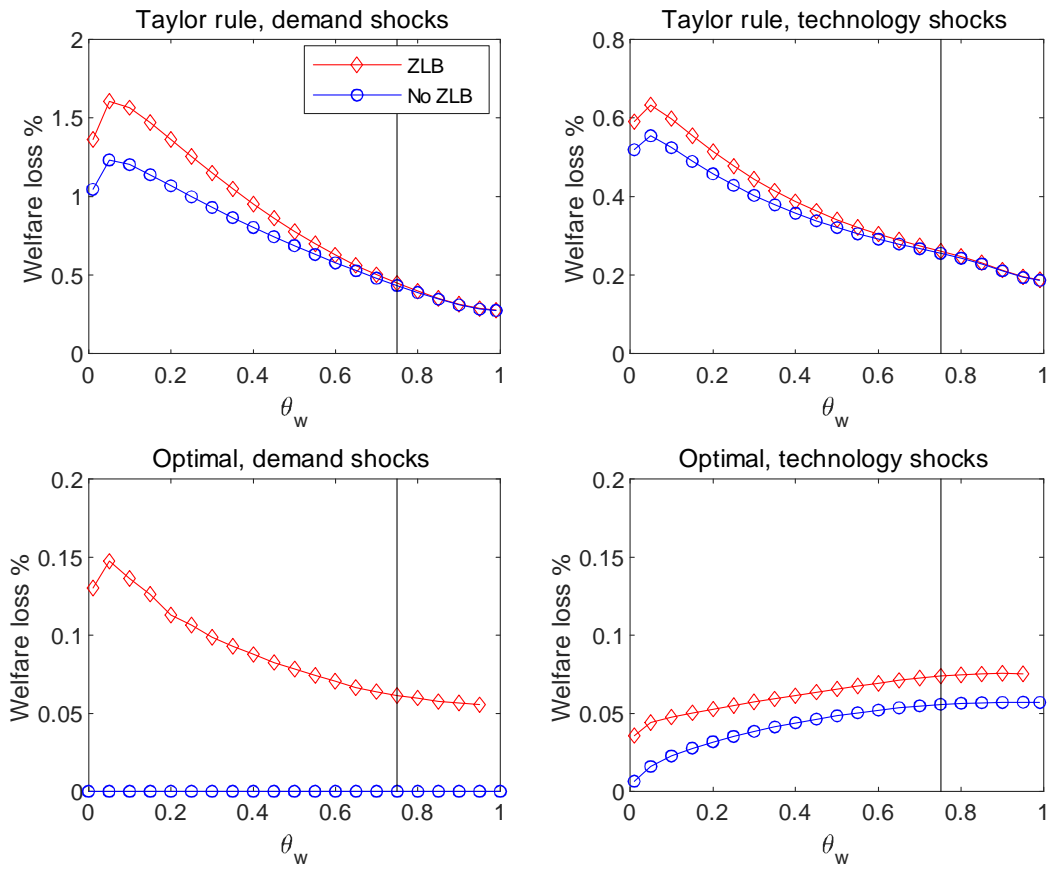 Taylor rule, demand shocks
2
1.5
1
0.5
0
Welfare loss %
ZLB
No ZLB
0 0.2 0.4 0.6 0.8 1
θw
Taylor rule, technology shocks
0.8
0.6
0.4
0.2
0
Welfare loss %
0 0.2 0.4 0.6 0.8 1
θw
Optimal, demand shocks
0.2
0.15
0.1
0.05
0
Welfare loss %
0 0.2 0.4 0.6 0.8 1
θw
Optimal, technology shocks
0.2
0.15
0.1
0.05
0
Welfare loss %
0 0.2 0.4 0.6 0.8 1
θw